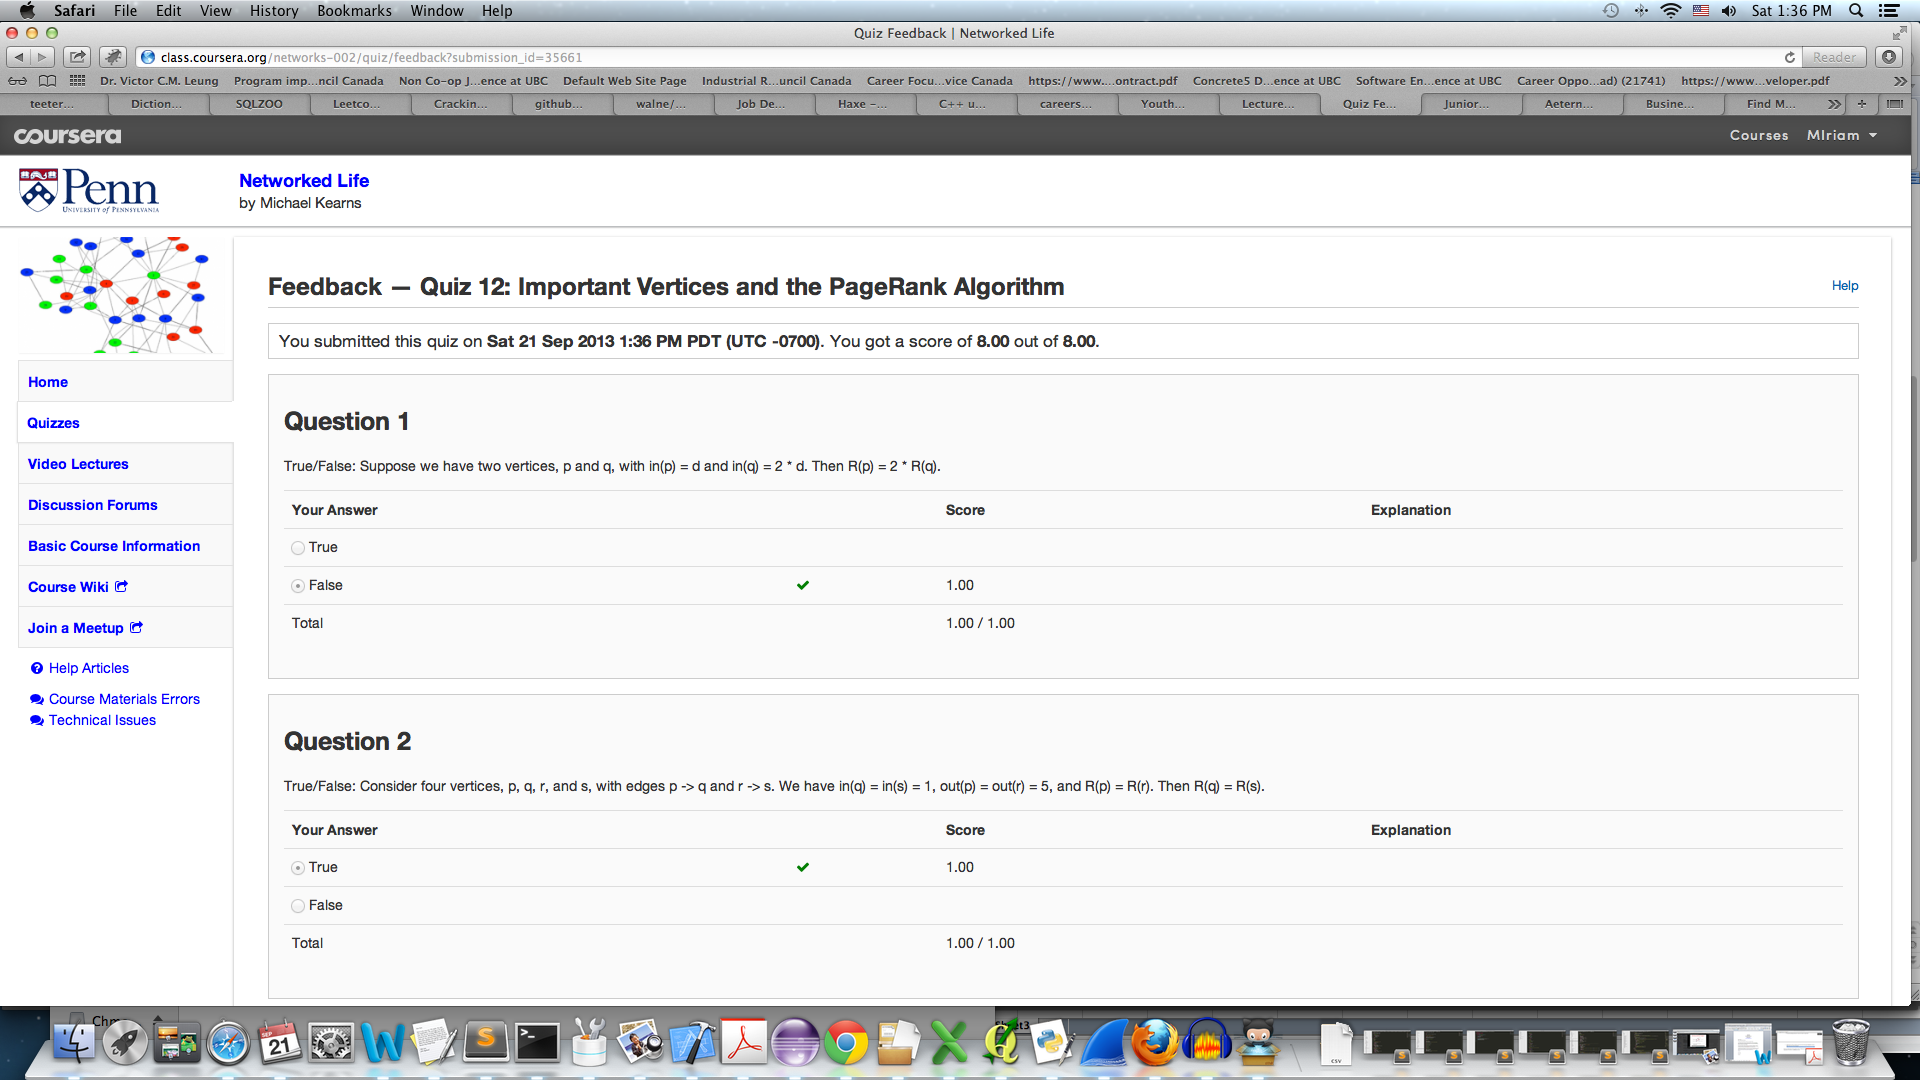 Safari File Edit View History Bookmarks Window Help Sat 1:36 PM
Quiz Feedback | Networked Life
class.coursera.org/networks-002/quiz/feedback?submission_id=35661 Reader
Dr. Victor C.M. Leung Program imp...ncil Canada Non Co-op J...ence at UBC Default Web Site Page Industrial R...uncil Canada Career Focu...vice Canada https://www...ontract.pdf Concrete5 D...ence at UBC Software En...ence at UBC Career Oppo...ad) (21741) https://www...veloper.pdf
teeter... Diction... SQLZOO Leetco... Crackin... github... walne/... Job De... Haxe -... C++ u... careers... Youth... Lecture... Quiz Fe... Junior... Aetern... Busine... Find M...
coursera Courses MIriam
Penn
University of Pennsylvania
Networked Life
by Michael Kearns
Home
Quizzes
Video Lectures
Discussion Forums
Basic Course Information
Course Wiki
Join a Meetup
Help Articles
Course Materials Errors
Technical Issues
Feedback — Quiz 12: Important Vertices and the PageRank Algorithm
Help
You submitted this quiz on Sat 21 Sep 2013 1:36 PM PDT (UTC -0700). You got a score of 8.00 out of 8.00.
Question 1
True/False: Suppose we have two vertices, p and q, with in(p) = d and in(q) = 2 * d. Then R(p) = 2 * R(q).
Your Answer Score Explanation
True
False 1.00
Total 1.00 / 1.00
Question 2
True/False: Consider four vertices, p, q, r, and s, with edges p -> q and r -> s. We have in(q) = in(s) = 1, out(p) = out(r) = 5, and R(p) = R(r). Then R(q) = R(s).
Your Answer Score Explanation
True 1.00
False
Total 1.00 / 1.00
SEP
21
CSV